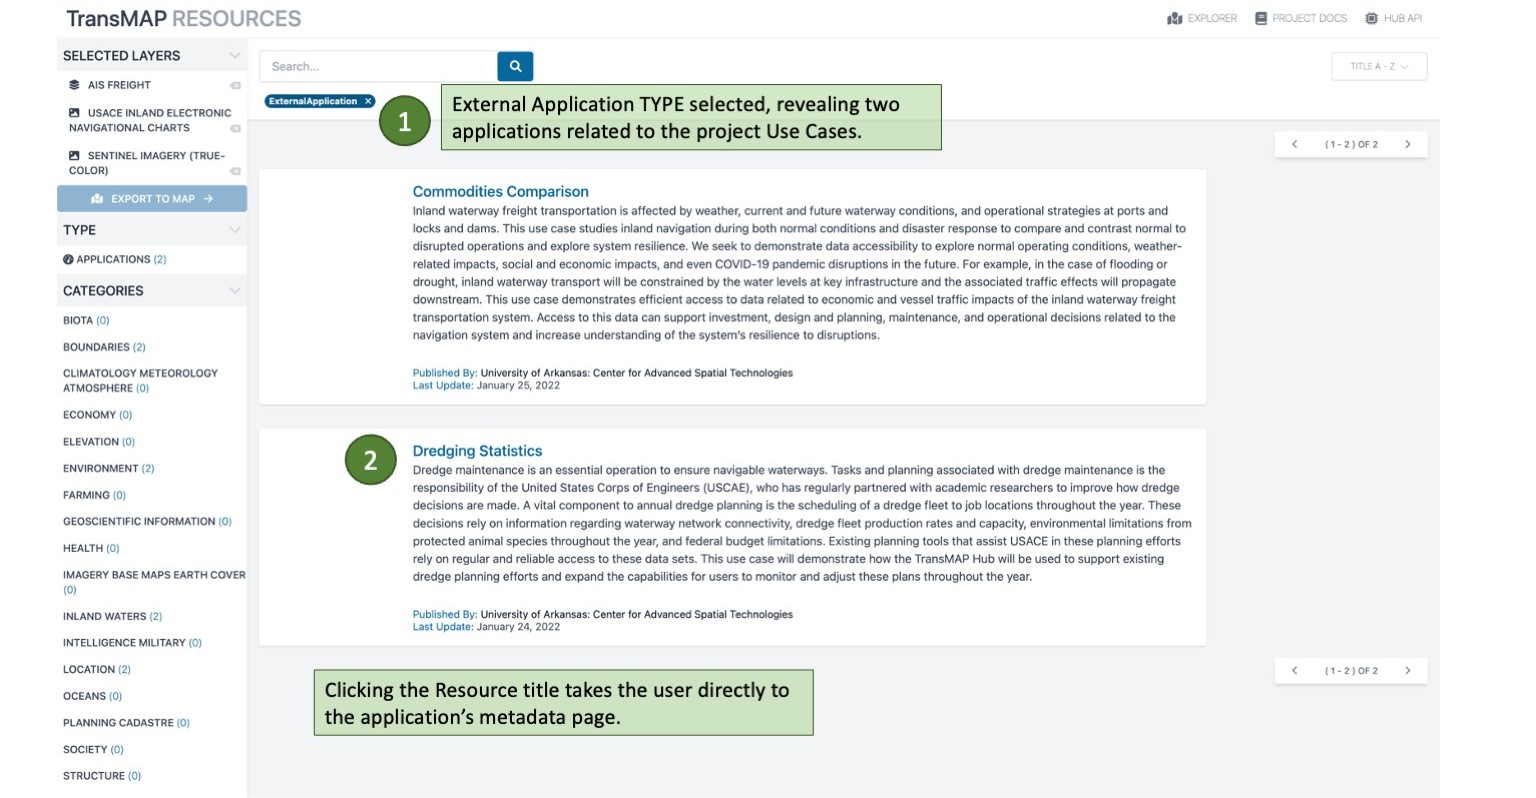 TransMAP RESOURCES
EXPLORER
PROJECT DOCS
HUB API
SELECTED LAYERS
AIS FREIGHT
USACE INLAND ELECTRONIC
NAVIGATIONAL CHARTS
SENTINEL IMAGERY (TRUE-
COLOR)
EXPORT TO MAP
TYPE
APPLICATIONS (2)
CATEGORIES
BIOTA (0)
BOUNDARIES (2)
CLIMATOLOGY METEOROLOGY
ATMOSPHERE (0)
ECONOMY (0)
ELEVATION (0)
ENVIRONMENT (2)
FARMING (0)
GEOSCIENTIFIC INFORMATION (0)
HEALTH (0)
IMAGERY BASE MAPS EARTH COVER
(0)
INLAND WATERS (2)
INTELLIGENCE MILITARY (0)
LOCATION (2)
OCEANS (0)
PLANNING CADASTRE (0)
SOCIETY (0)
STRUCTURE (0)
Search...
TITLE A - Z
ExternalApplication ×
1
External Application TYPE selected, revealing two
applications related to the project Use Cases.
( 1 - 2 ) OF 2
Commodities Comparison
Inland waterway freight transportation is affected by weather, current and future waterway conditions, and operational strategies at ports and
locks and dams. This use case studies inland navigation during both normal conditions and disaster response to compare and contrast normal to
disrupted operations and explore system resilience. We seek to demonstrate data accessibility to explore normal operating conditions, weather-
related impacts, social and economic impacts, and even COVID-19 pandemic disruptions in the future. For example, in the case of flooding or
drought, inland waterway transport will be constrained by the water levels at key infrastructure and the associated traffic effects will propagate
downstream. This use case demonstrates efficient access to data related to economic and vessel traffic impacts of the inland waterway freight
transportation system. Access to this data can support investment, design and planning, maintenance, and operational decisions related to the
navigation system and increase understanding of the system's resilience to disruptions.
Published By: University of Arkansas: Center for Advanced Spatial Technologies
Last Update: January 25, 2022
2
Dredging Statistics
Dredge maintenance is an essential operation to ensure navigable waterways. Tasks and planning associated with dredge maintenance is the
responsibility of the United States Corps of Engineers (USCAE), who has regularly partnered with academic researchers to improve how dredge
decisions are made. A vital component to annual dredge planning is the scheduling of a dredge fleet to job locations throughout the year. These
decisions rely on information regarding waterway network connectivity, dredge fleet production rates and capacity, environmental limitations from
protected animal species throughout the year, and federal budget limitations. Existing planning tools that assist USACE in these planning efforts
rely on regular and reliable access to these data sets. This use case will demonstrate how the TransMAP Hub will be used to support existing
dredge planning efforts and expand the capabilities for users to monitor and adjust these plans throughout the year.
Published By: University of Arkansas: Center for Advanced Spatial Technologies
Last Update: January 24, 2022
( 1 - 2 ) OF 2
Clicking the Resource title takes the user directly to
the application's metadata page.